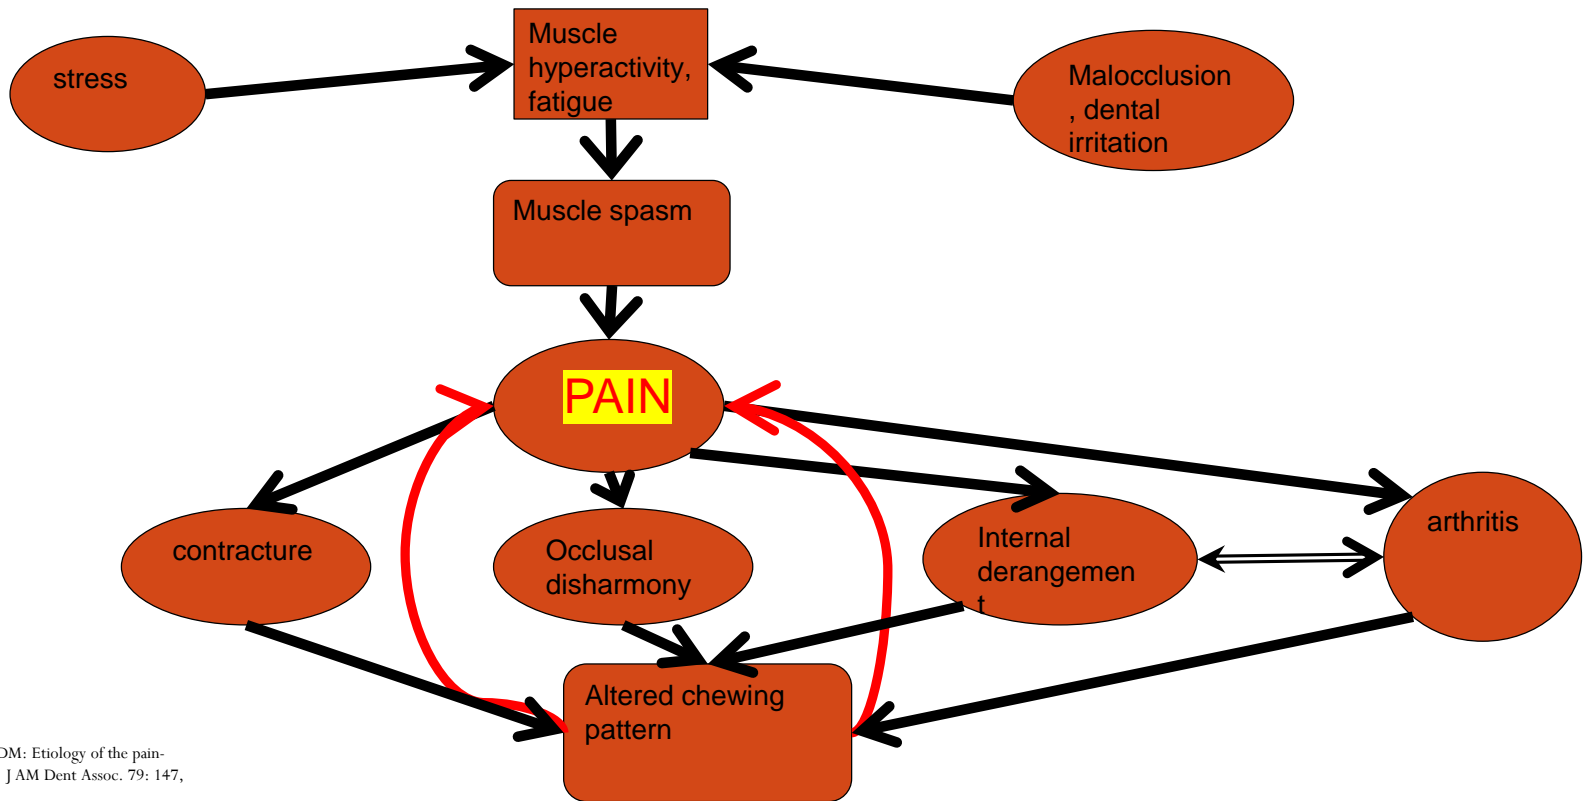 stress
Muscle
hyperactivity,
fatigue
Malocclusion
, dental
irritation
Muscle spasm
PAIN
contracture
Occlusal
disharmony
Internal
derangemen
t
arthritis
Altered chewing
pattern
DM: Etiology of the pain-
J AM Dent Assoc. 79: 147,